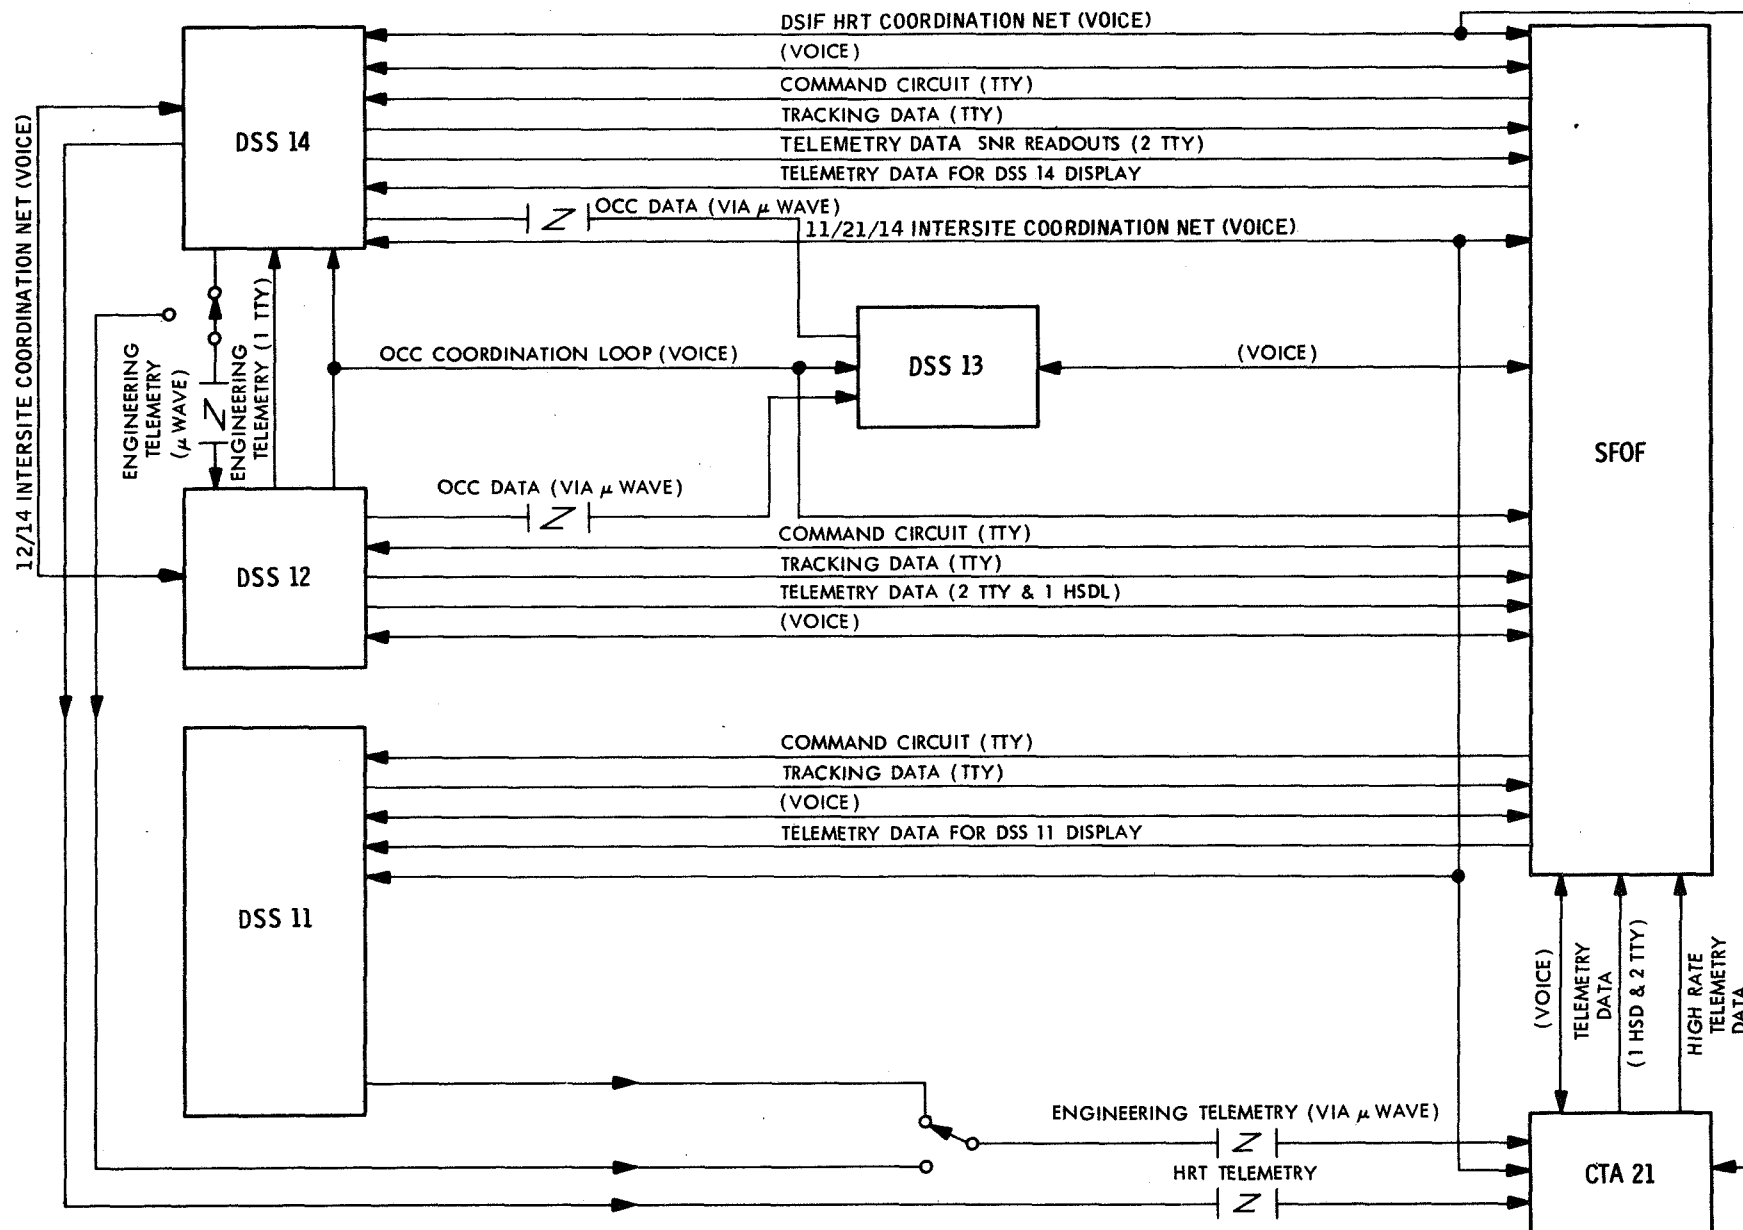 DSIF HRT COORDINATION NET (VOICE)
(VOICE)
COMMAND CIRCUIT (TTY)
TRACKING DATA (TTY)
DSS 14
TELEMETRY DATA SNR READOUTS (2 TTY)
TELEMETRY DATA FOR DSS 14 DISPLAY
Z
OCC DATA (VIA μ WAVE)
11/21/14 INTERSITE COORDINATION NET (VOICE)
12/14 INTERSITE COORDINATION NET (VOICE)
ENGINEERING
TELEMETRY
(μ WAVE)
Z
ENGINEERING
TELEMETRY (1 TTY)
OCC COORDINATION LOOP (VOICE)
DSS 13
(VOICE)
SFOF
OCC DATA (VIA μ WAVE)
Z
COMMAND CIRCUIT (TTY)
TRACKING DATA (TTY)
DSS 12
TELEMETRY DATA (2 TTY & 1 HSDL)
(VOICE)
COMMAND CIRCUIT (TTY)
TRACKING DATA (TTY)
(VOICE)
TELEMETRY DATA FOR DSS 11 DISPLAY
DSS 11
(VOICE)
TELEMETRY
DATA
(1 HSD & 2 TTY)
HIGH RATE
TELEMETRY
DATA
ENGINEERING TELEMETRY (VIA μ WAVE)
Z
HRT TELEMETRY
Z
CTA 21